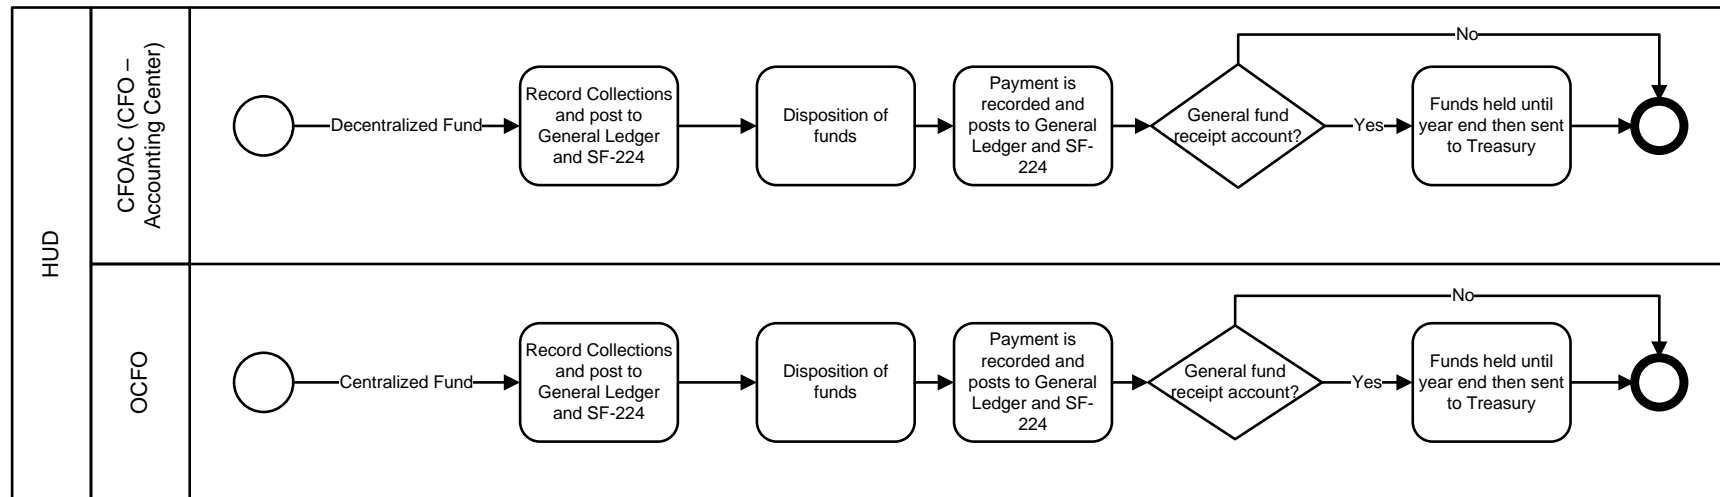 HUD
CFOAC (CFO –
Accounting Center)
Decentralized Fund
Record Collections
and post to
General Ledger
and SF-224
Disposition of
funds
Payment is
recorded and
posts to General
Ledger and SF-
224
General fund
receipt account?
No
Yes
Funds held until
year end then sent
to Treasury
OCFO
Centralized Fund
Record Collections
and post to
General Ledger
and SF-224
Disposition of
funds
Payment is
recorded and
posts to General
Ledger and SF-
224
General fund
receipt account?
No
Yes
Funds held until
year end then sent
to Treasury